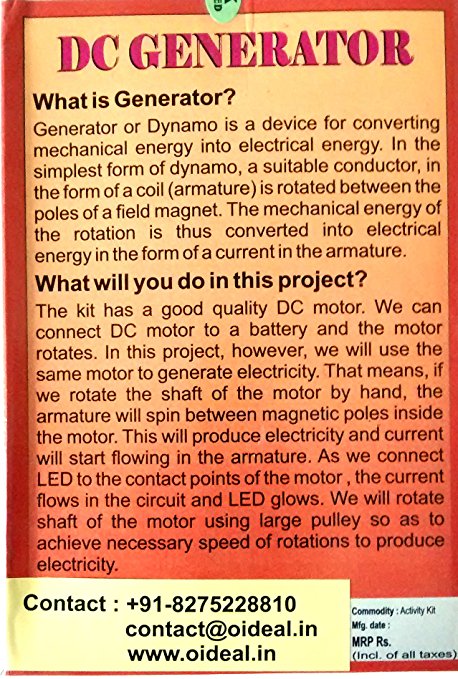 DC GENERATOR
What is Generator?
Generator or Dynamo is a device for converting
mechanical energy into electrical energy. In the
simplest form of dynamo, a suitable conductor, in
the form of a coil (armature) is rotated between the
poles of a field magnet. The mechanical energy of
the rotation is thus converted into electrical
energy in the form of a current in the armature.
What will you do in this project?
The kit has a good quality DC motor. We can
connect DC motor to a battery and the motor
rotates. In this project, however, we will use the
same motor to generate electricity. That means, if
we rotate the shaft of the motor by hand, the
armature will spin between magnetic poles inside
the motor. This will produce electricity and current
will start flowing in the armature. As we connect
LED to the contact points of the motor , the current
flows in the circuit and LED glows. We will rotate
shaft of the motor using large pulley so as to
achieve necessary speed of rotations to produce
electricity.
Contact : +91-8275228810
contact@oideal.in
www.oideal.in
Commodity : Activity Kit
Mfg. date :
MRP Rs.
(Incl. of all taxes)